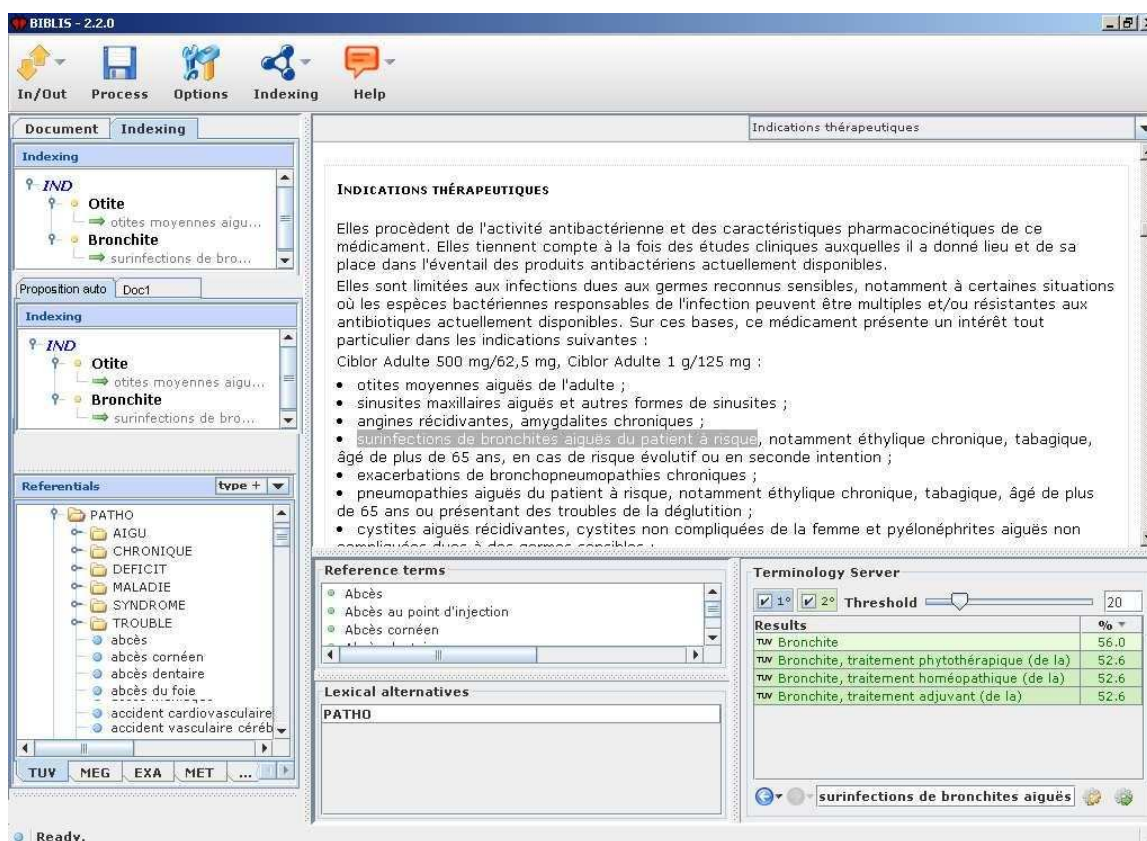 BIBLIS - 2.2.0
In/Out Process Options Indexing Help
Document Indexing
Indexing
IND
Otite
otites moyennes aigu...
Bronchite
surinfections de bro...
Proposition auto Doc1
Indexing
IND
Otite
otites moyennes aigu...
Bronchite
surinfections de bro...
Referentials type +
PATHO
AIGU
CHRONIQUE
DEFICIT
MALADIE
SYNDROME
TROUBLE
abcès
abcès cornéen
abcès dentaire
abcès du foie
accident cardiovasculaire
accident vasculaire céréb
TUV MEG EXA MET ...
Ready.
Indications thérapeutiques
INDICATIONS THÉRAPEUTIQUES
Elles procèdent de l'activité antibactérienne et des caractéristiques pharmacocinétiques de ce
médicament. Elles tiennent compte à la fois des études cliniques auxquelles il a donné lieu et de sa
place dans l'éventail des produits antibactériens actuellement disponibles.
Elles sont limitées aux infections dues aux germes reconnus sensibles, notamment à certaines situations
où les espèces bactériennes responsables de l'infection peuvent être multiples et/ou résistantes aux
antibiotiques actuellement disponibles. Sur ces bases, ce médicament présente un intérêt tout
particulier dans les indications suivantes :
Ciblor Adulte 500 mg/62,5 mg, Ciblor Adulte 1 g/125 mg :
• otites moyennes aiguës de l'adulte ;
• sinusites maxillaires aiguës et autres formes de sinusites ;
• angines récidivantes, amygdalites chroniques ;
• surinfections de bronchites aiguës du patient à risque, notamment éthylique chronique, tabagique,
âgé de plus de 65 ans, en cas de risque évolutif ou en seconde intention ;
• exacerbations de bronchopneumopathies chroniques ;
• pneumopathies aiguës du patient à risque, notamment éthylique chronique, tabagique, âgé de plus
de 65 ans ou présentant des troubles de la déglutition ;
• cystites aiguës récidivantes, cystites non compliquées de la femme et pyélonéphrites aiguës non
compliquées dues à des germes sensibles ;
Reference terms
Abcès
Abcès au point d'injection
Abcès cornéen
Lexical alternatives
PATHO
Terminology Server
1° 2° Threshold 20
Results %
TUV Bronchite 56.0
TUV Bronchite, traitement phytothérapique (de la) 52.6
TUV Bronchite, traitement homéopathique (de la) 52.6
TUV Bronchite, traitement adjuvant (de la) 52.6
surinfections de bronchites aiguës